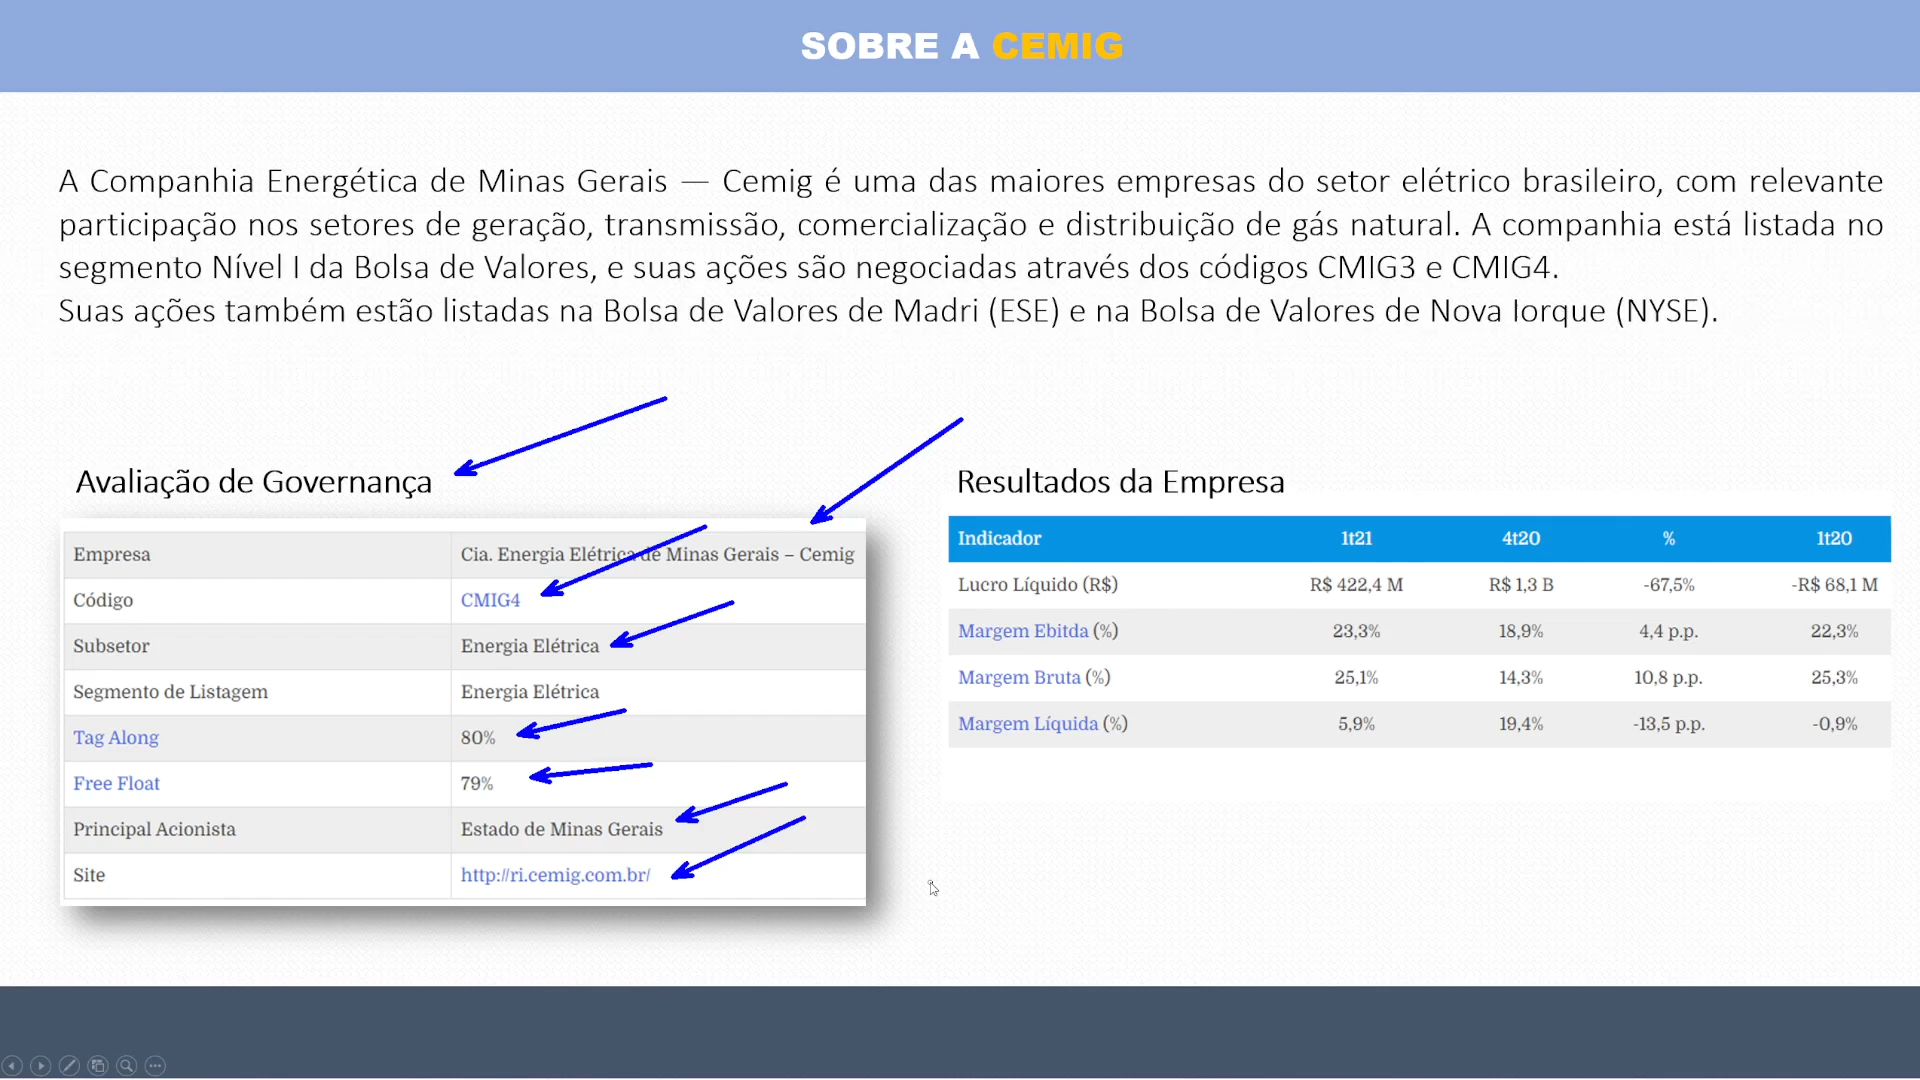 SOBRE A CEMIG
A Companhia Energética de Minas Gerais — Cemig é uma das maiores empresas do setor elétrico brasileiro, com relevante
participação nos setores de geração, transmissão, comercialização e distribuição de gás natural. A companhia está listada no
segmento Nível I da Bolsa de Valores, e suas ações são negociadas através dos códigos CMIG3 e CMIG4.
Suas ações também estão listadas na Bolsa de Valores de Madri (ESE) e na Bolsa de Valores de Nova Iorque (NYSE).
Avaliação de Governança
Empresa Cia. Energia Elétrica de Minas Gerais – Cemig
Código CMIG4
Subsetor Energia Elétrica
Segmento de Listagem Energia Elétrica
Tag Along 80%
Free Float 79%
Principal Acionista Estado de Minas Gerais
Site http://ri.cemig.com.br/
Resultados da Empresa
Indicador 1t21 4t20 % 1t20
Lucro Líquido (R$) R$ 422,4 M R$ 1,3 B -67,5% -R$ 68,1 M
Margem Ebitda (%) 23,3% 18,9% 4,4 p.p. 22,3%
Margem Bruta (%) 25,1% 14,3% 10,8 p.p. 25,3%
Margem Líquida (%) 5,9% 19,4% -13,5 p.p. -0,9%